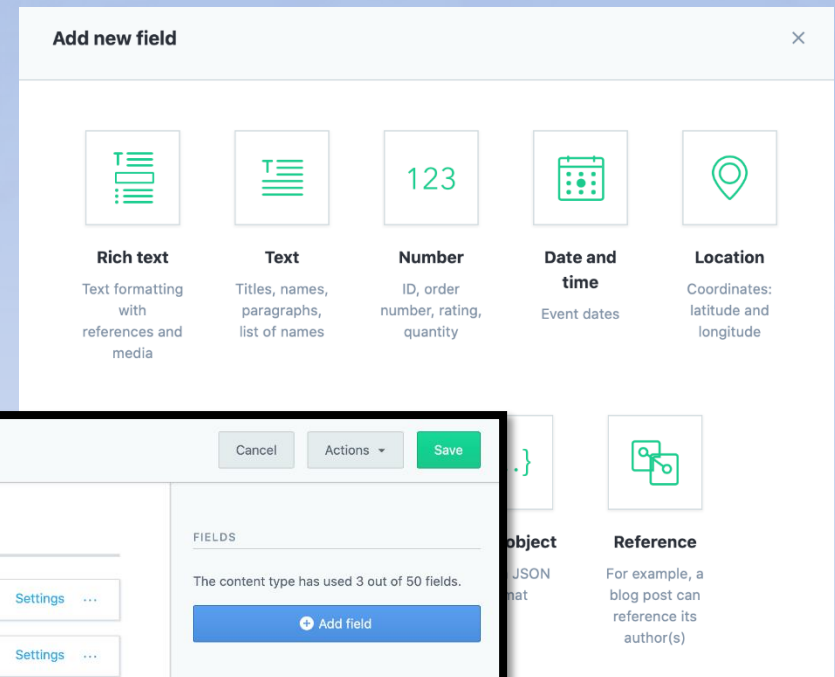 Add new field
123
Rich text
Text formatting
with
references and
media
Text
Titles, names,
paragraphs,
list of names
Number
ID, order
number, rating,
quantity
Date and
time
Event dates
Location
Coordinates:
latitude and
longitude
.}
object
JSON
Reference
For example, a
blog post can
reference its
author(s)
Cancel
Actions
Save
FIELDS
The content type has used 3 out of 50 fields.
Add field
Settings ...
Settings ...